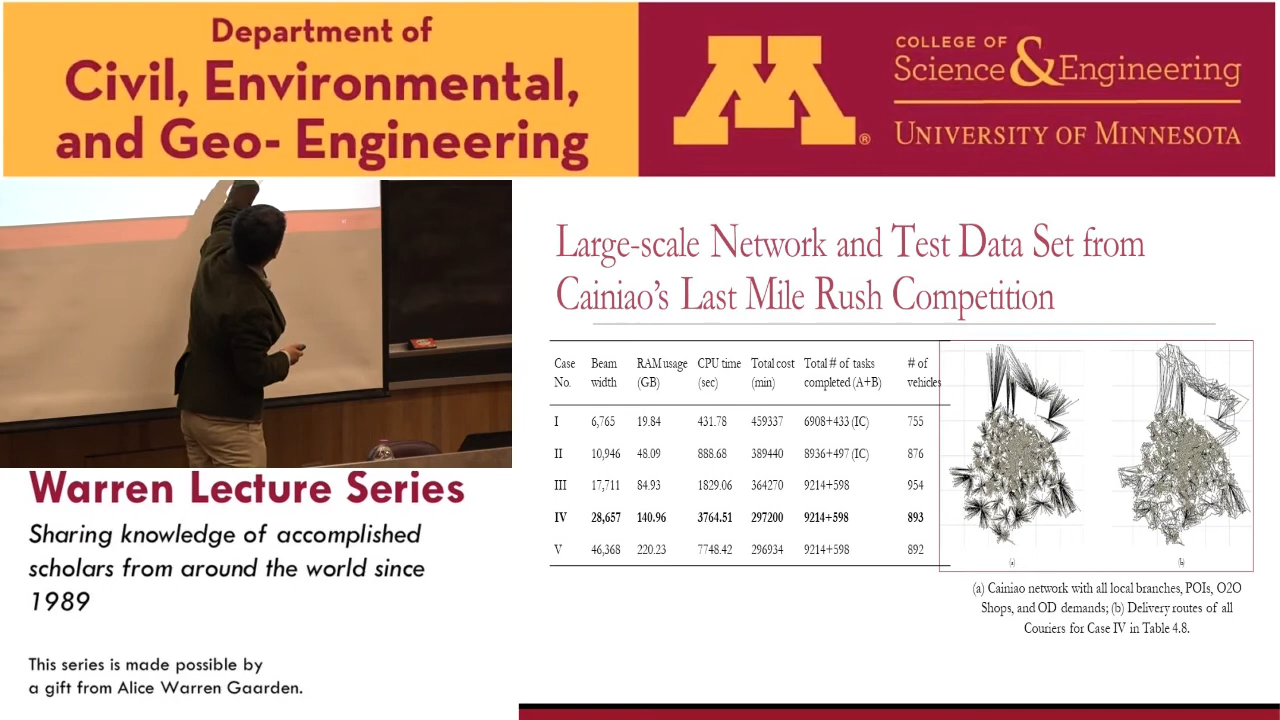 Department of
Civil, Environmental,
and Geo- Engineering
M®
COLLEGE OF
Science & Engineering
UNIVERSITY OF MINNESOTA
Large-scale Network and Test Data Set from
Cainiao's Last Mile Rush Competition
Case No. Beam width RAM usage (GB) CPU time (sec) Total cost (min) Total # of tasks completed (A+B) # of vehicles
I 6,765 19.84 431.78 459337 6908+433 (IC) 755
II 10,946 48.09 888.68 389440 8936+497 (IC) 876
III 17,711 84.93 1829.06 364270 9214+598 954
IV 28,657 140.96 3764.51 297200 9214+598 893
V 46,368 220.23 7748.42 296934 9214+598 892
(a) (b)
(a) Cainiao network with all local branches, POIs, O2O
Shops, and OD demands; (b) Delivery routes of all
Couriers for Case IV in Table 4.8.
Warren Lecture Series
Sharing knowledge of accomplished
scholars from around the world since
1989
This series is made possible by
a gift from Alice Warren Gaarden.